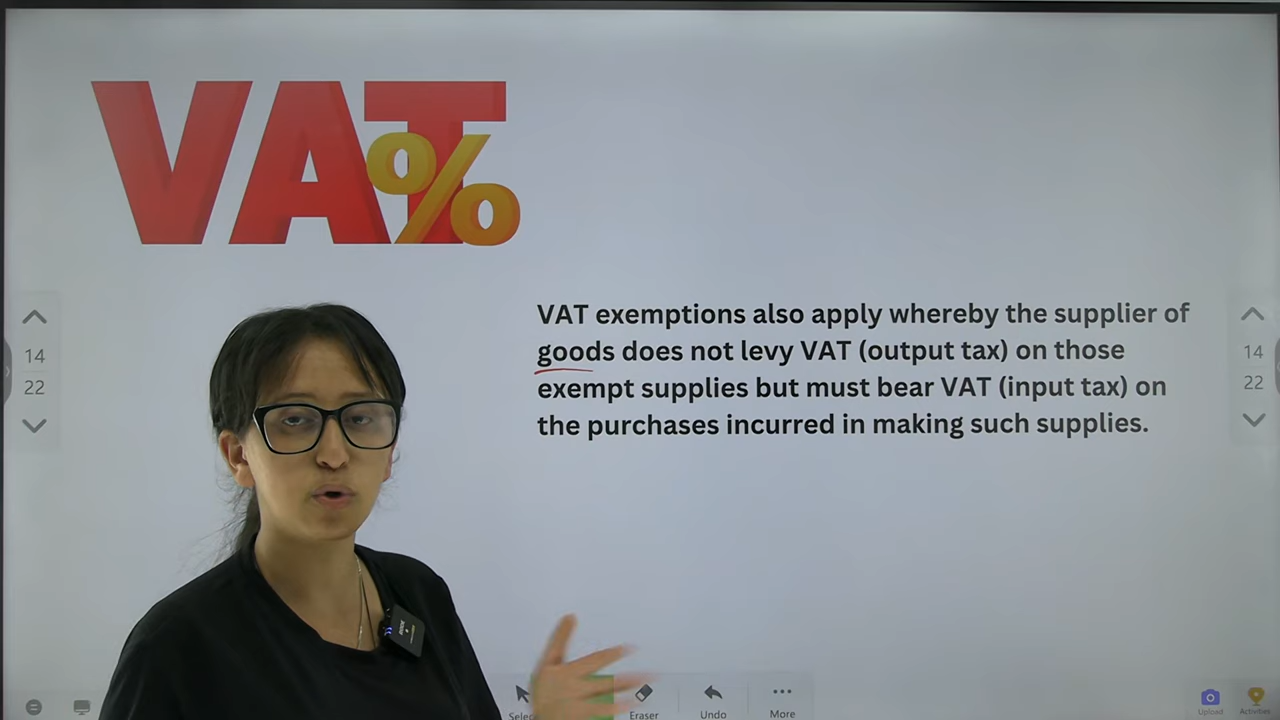 VAT%
VAT exemptions also apply whereby the supplier of
goods does not levy VAT (output tax) on those
exempt supplies but must bear VAT (input tax) on
the purchases incurred in making such supplies.
14
22
14
22
Eraser
Undo
More
Upload
Activities